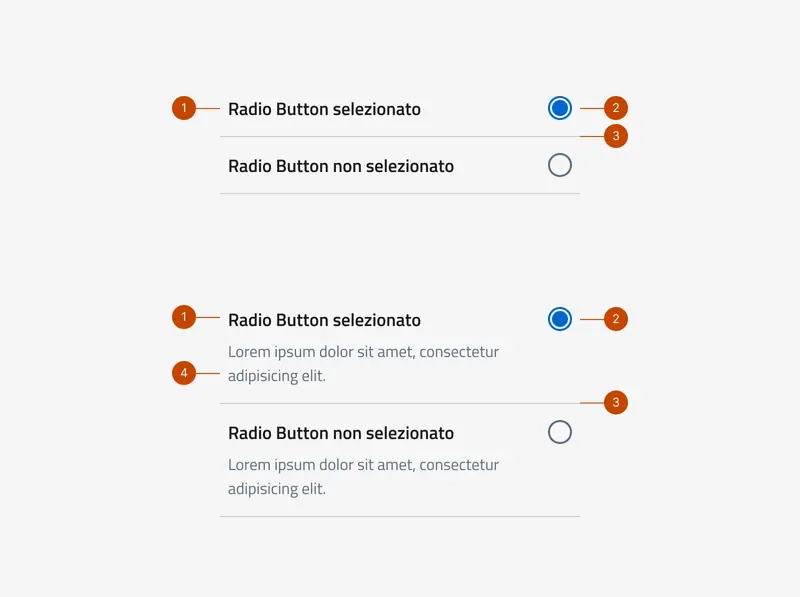 1 Radio Button selezionato 2
3
Radio Button non selezionato
1 Radio Button selezionato 2
Lorem ipsum dolor sit amet, consectetur
4 adipisicing elit.
3
Radio Button non selezionato
Lorem ipsum dolor sit amet, consectetur
adipisicing elit.